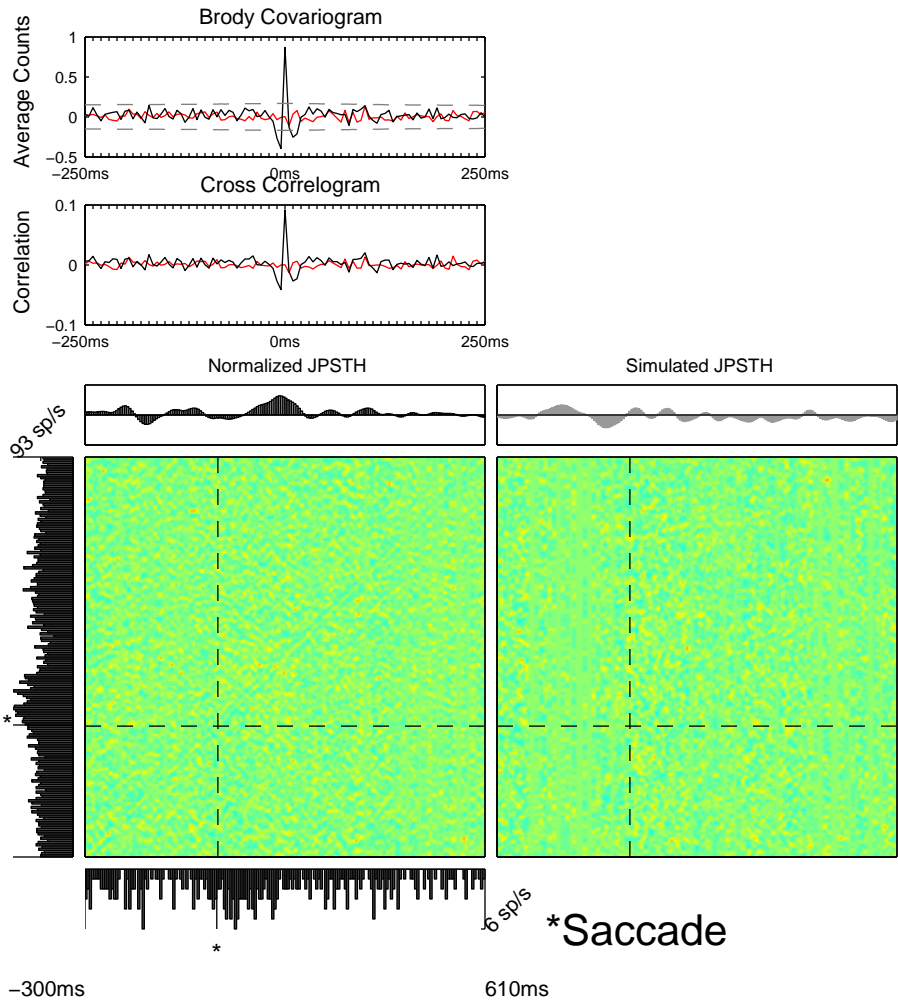 Brody Covariogram
Average Counts
1
0.5
0
−0.5
−250ms 0ms 250ms
Cross Correlogram
Correlation
0.1
0
−0.1
−250ms 0ms 250ms
Normalized JPSTH
Simulated JPSTH
93 sp/s
*
6 sp/s
*Saccade
*
−300ms 610ms